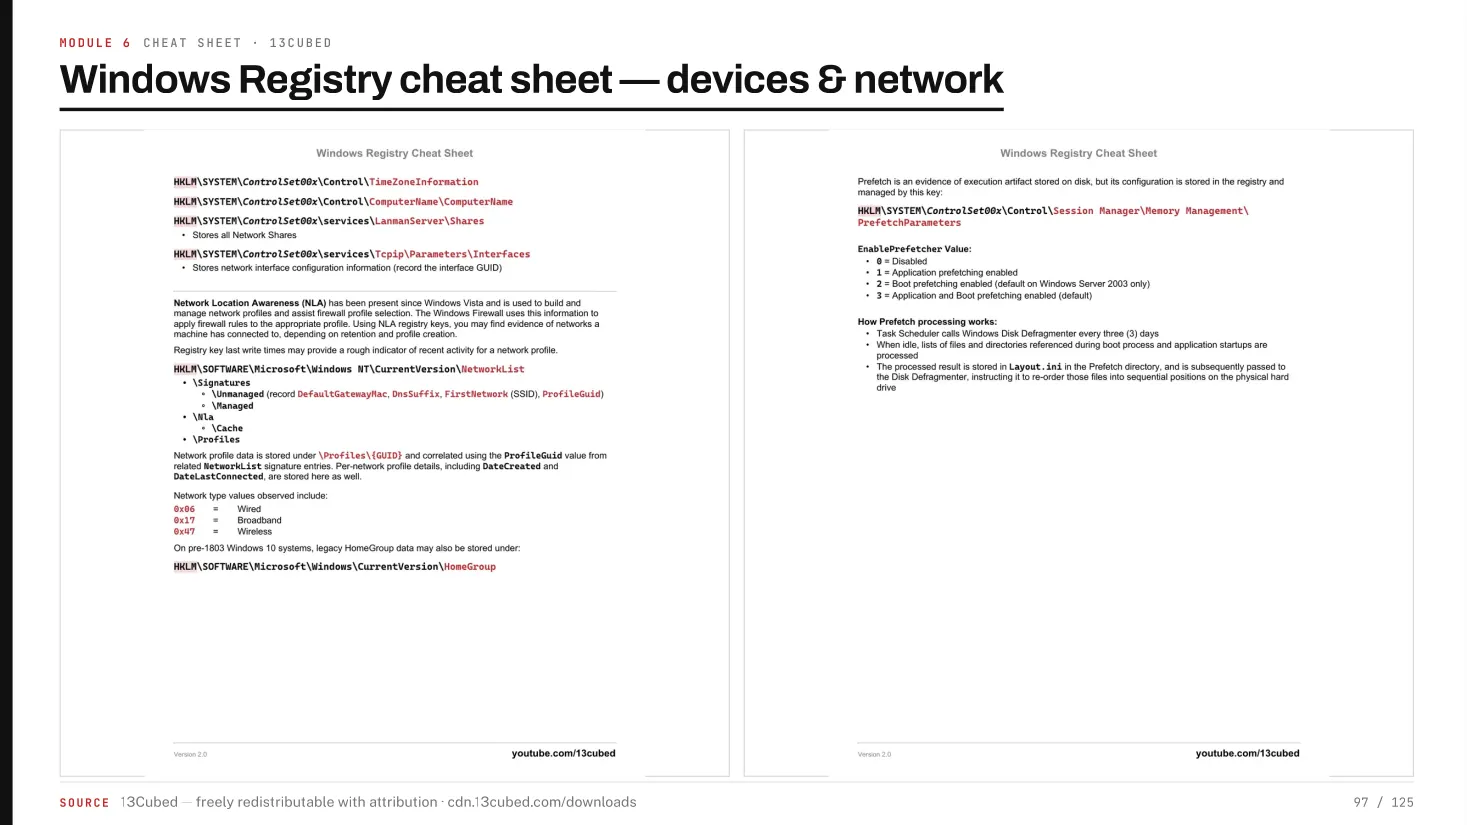 MODULE 6 CHEAT SHEET · 13CUBED
Windows Registry cheat sheet — devices & network
Windows Registry Cheat Sheet
HKLM\SYSTEM\ControlSet00x\Control\TimeZoneInformation
HKLM\SYSTEM\ControlSet00x\Control\ComputerName\ComputerName
HKLM\SYSTEM\ControlSet00x\services\LanmanServer\Shares
• Stores all Network Shares
HKLM\SYSTEM\ControlSet00x\services\Tcpip\Parameters\Interfaces
• Stores network interface configuration information (record the interface GUID)
Network Location Awareness (NLA) has been present since Windows Vista and is used to build and
manage network profiles and assist firewall profile selection. The Windows Firewall uses this information to
apply firewall rules to the appropriate profile. Using NLA registry keys, you may find evidence of networks a
machine has connected to, depending on retention and profile creation.
Registry key last write times may provide a rough indicator of recent activity for a network profile.
HKLM\SOFTWARE\Microsoft\Windows NT\CurrentVersion\NetworkList
• \Signatures
◦ \Unmanaged (record DefaultGatewayMac, DnsSuffix, FirstNetwork (SSID), ProfileGuid)
◦ \Managed
• \Nla
◦ \Cache
• \Profiles
Network profile data is stored under \Profiles\{GUID} and correlated using the ProfileGuid value from
related NetworkList signature entries. Per-network profile details, including DateCreated and
DateLastConnected, are stored here as well.
Network type values observed include:
0x06 = Wired
0x17 = Broadband
0x47 = Wireless
On pre-1803 Windows 10 systems, legacy HomeGroup data may also be stored under:
HKLM\SOFTWARE\Microsoft\Windows\CurrentVersion\HomeGroup
Version 2.0 youtube.com/13cubed
Windows Registry Cheat Sheet
Prefetch is an evidence of execution artifact stored on disk, but its configuration is stored in the registry and
managed by this key:
HKLM\SYSTEM\ControlSet00x\Control\Session Manager\Memory Management\
PrefetchParameters
EnablePrefetcher Value:
• 0 = Disabled
• 1 = Application prefetching enabled
• 2 = Boot prefetching enabled (default on Windows Server 2003 only)
• 3 = Application and Boot prefetching enabled (default)
How Prefetch processing works:
• Task Scheduler calls Windows Disk Defragmenter every three (3) days
• When idle, lists of files and directories referenced during boot process and application startups are
processed
• The processed result is stored in Layout.ini in the Prefetch directory, and is subsequently passed to
the Disk Defragmenter, instructing it to re-order those files into sequential positions on the physical hard
drive
Version 2.0 youtube.com/13cubed
SOURCE 13Cubed — freely redistributable with attribution · cdn.13cubed.com/downloads
97 / 125